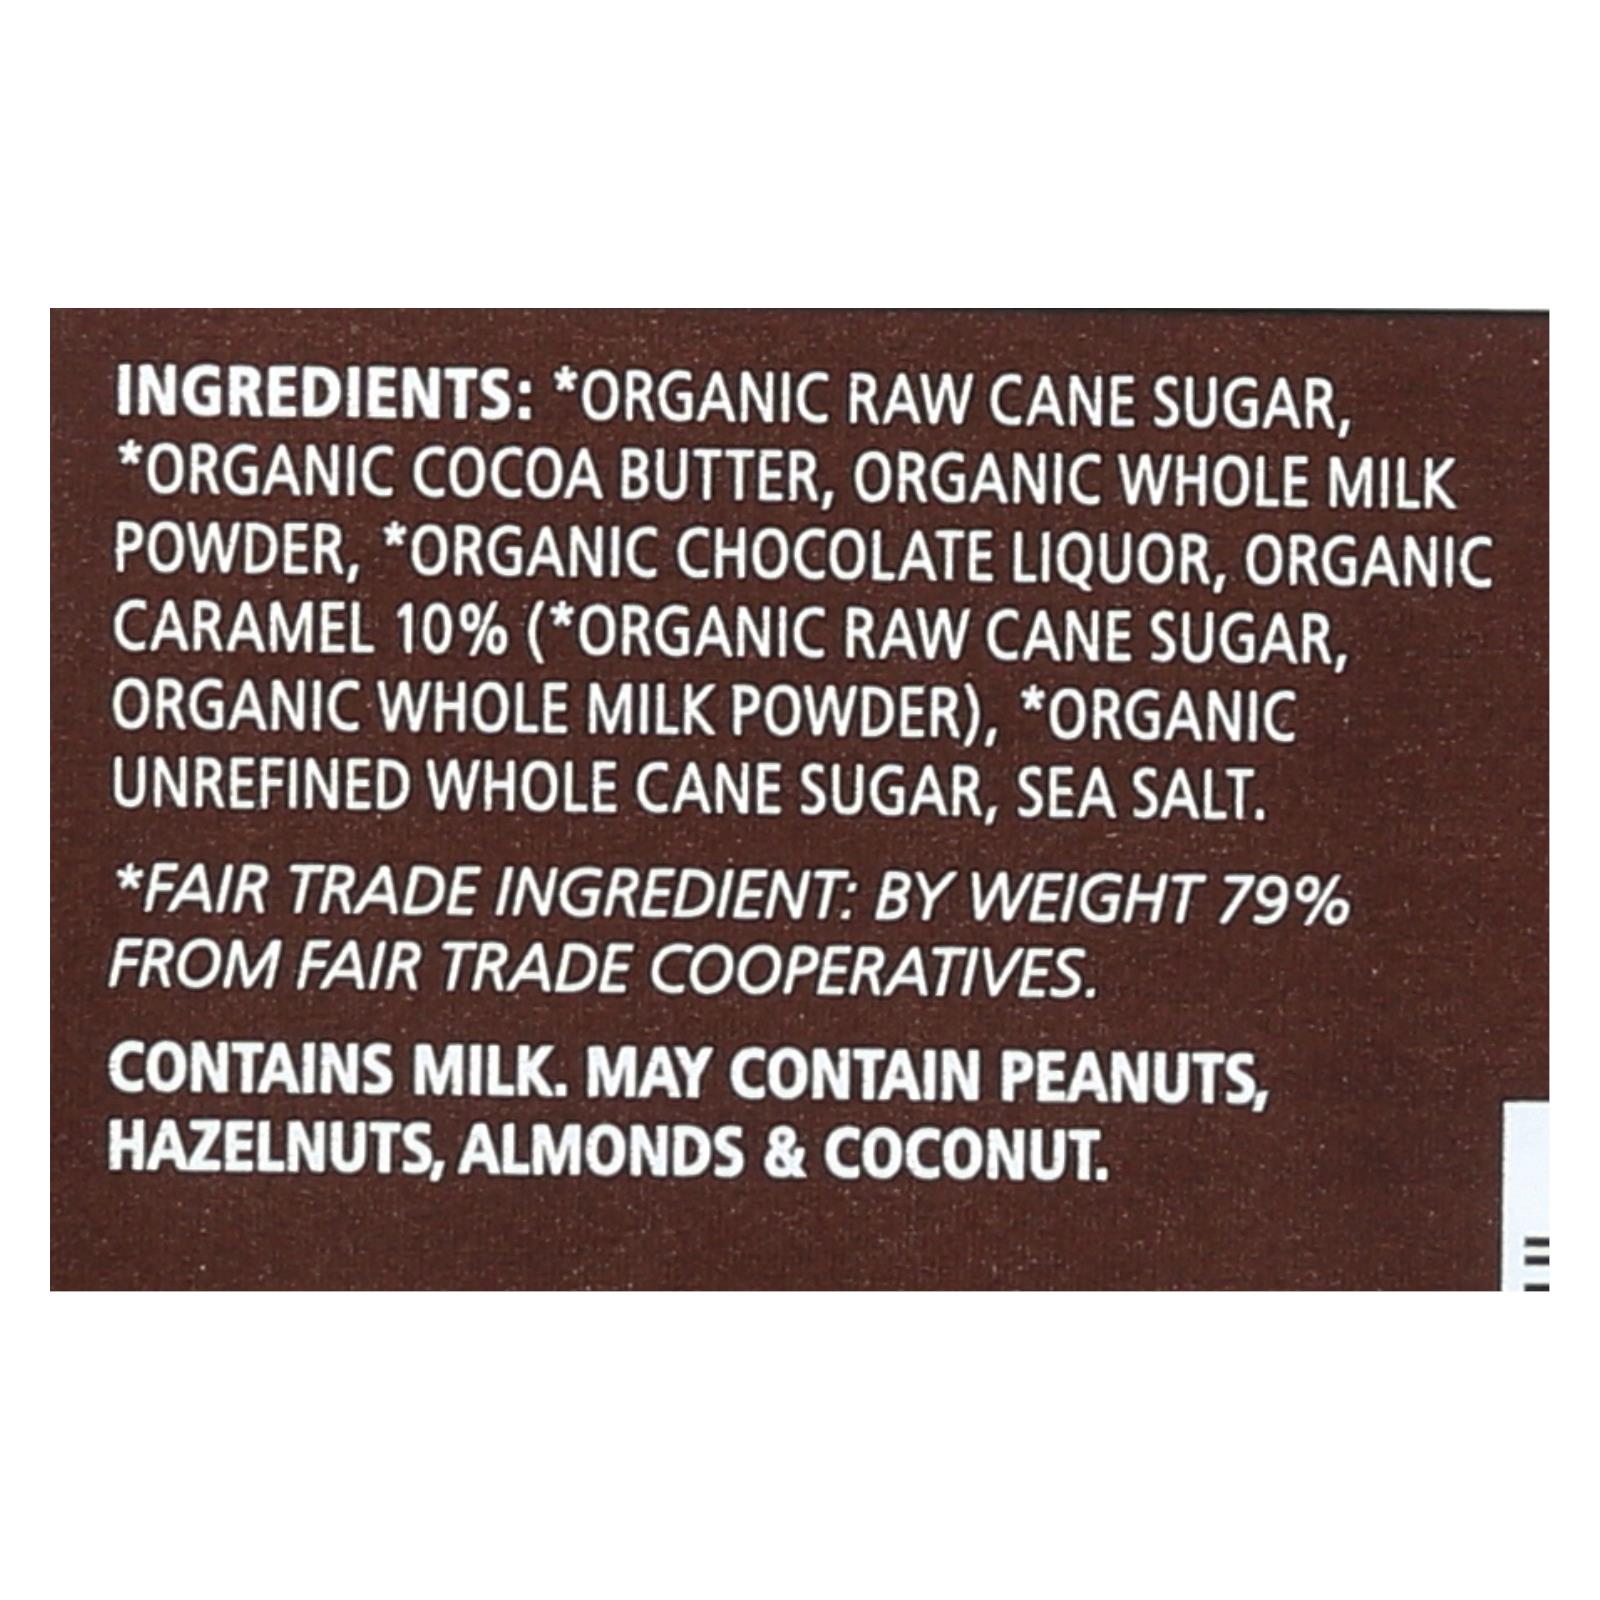 INGREDIENTS: *ORGANIC RAW CANE SUGAR,
*ORGANIC COCOA BUTTER, ORGANIC WHOLE MILK
POWDER, *ORGANIC CHOCOLATE LIQUOR, ORGANIC
CARAMEL 10% (*ORGANIC RAW CANE SUGAR,
ORGANIC WHOLE MILK POWDER), *ORGANIC
UNREFINED WHOLE CANE SUGAR, SEA SALT.
*FAIR TRADE INGREDIENT: BY WEIGHT 79%
FROM FAIR TRADE COOPERATIVES.
CONTAINS MILK. MAY CONTAIN PEANUTS,
HAZELNUTS, ALMONDS & COCONUT.